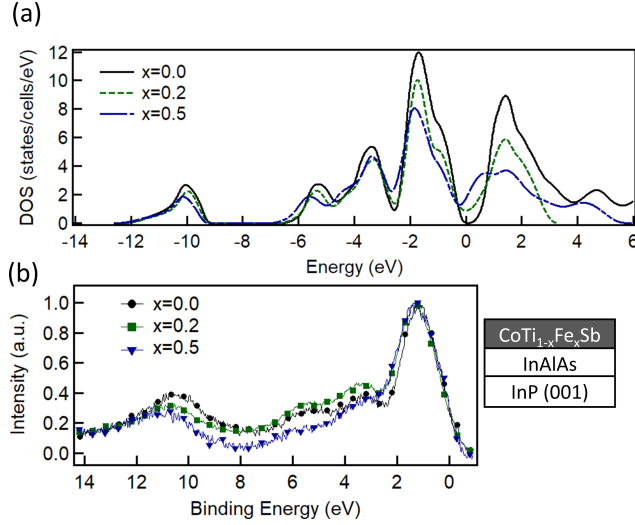 (a)
DOS (states/cells/eV)
12
10
8
6
4
2
0
x=0.0
x=0.2
x=0.5
-14 -12 -10 -8 -6 -4 -2 0 2 4 6
Energy (eV)
(b)
Intensity (a.u.)
1.0
0.8
0.6
0.4
0.2
0.0
x=0.0
x=0.2
x=0.5
14 12 10 8 6 4 2 0
Binding Energy (eV)
CoTi₁₋ₓFeₓSb
InAlAs
InP (001)